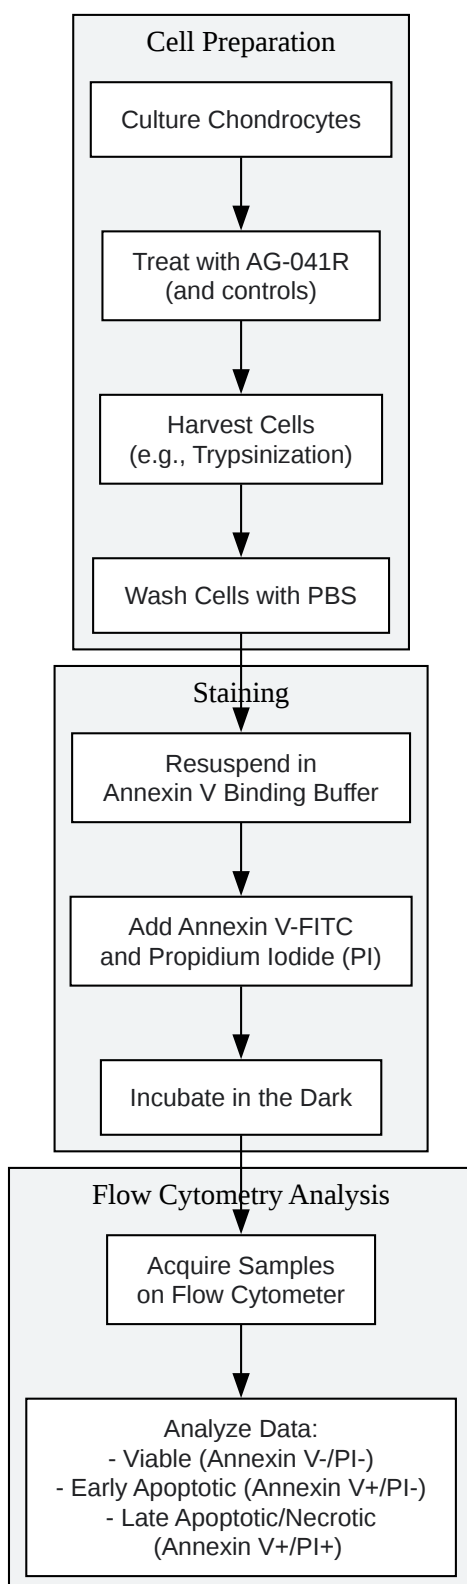 Cell Preparation
Culture Chondrocytes
Treat with AG-041R
(and controls)
Harvest Cells
(e.g., Trypsinization)
Wash Cells with PBS
Staining
Resuspend in
Annexin V Binding Buffer
Add Annexin V-FITC
and Propidium Iodide (PI)
Incubate in the Dark
Flow Cytometry Analysis
Acquire Samples
on Flow Cytometer
Analyze Data:
- Viable (Annexin V-/PI-)
- Early Apoptotic (Annexin V+/PI-)
- Late Apoptotic/Necrotic
(Annexin V+/PI+)